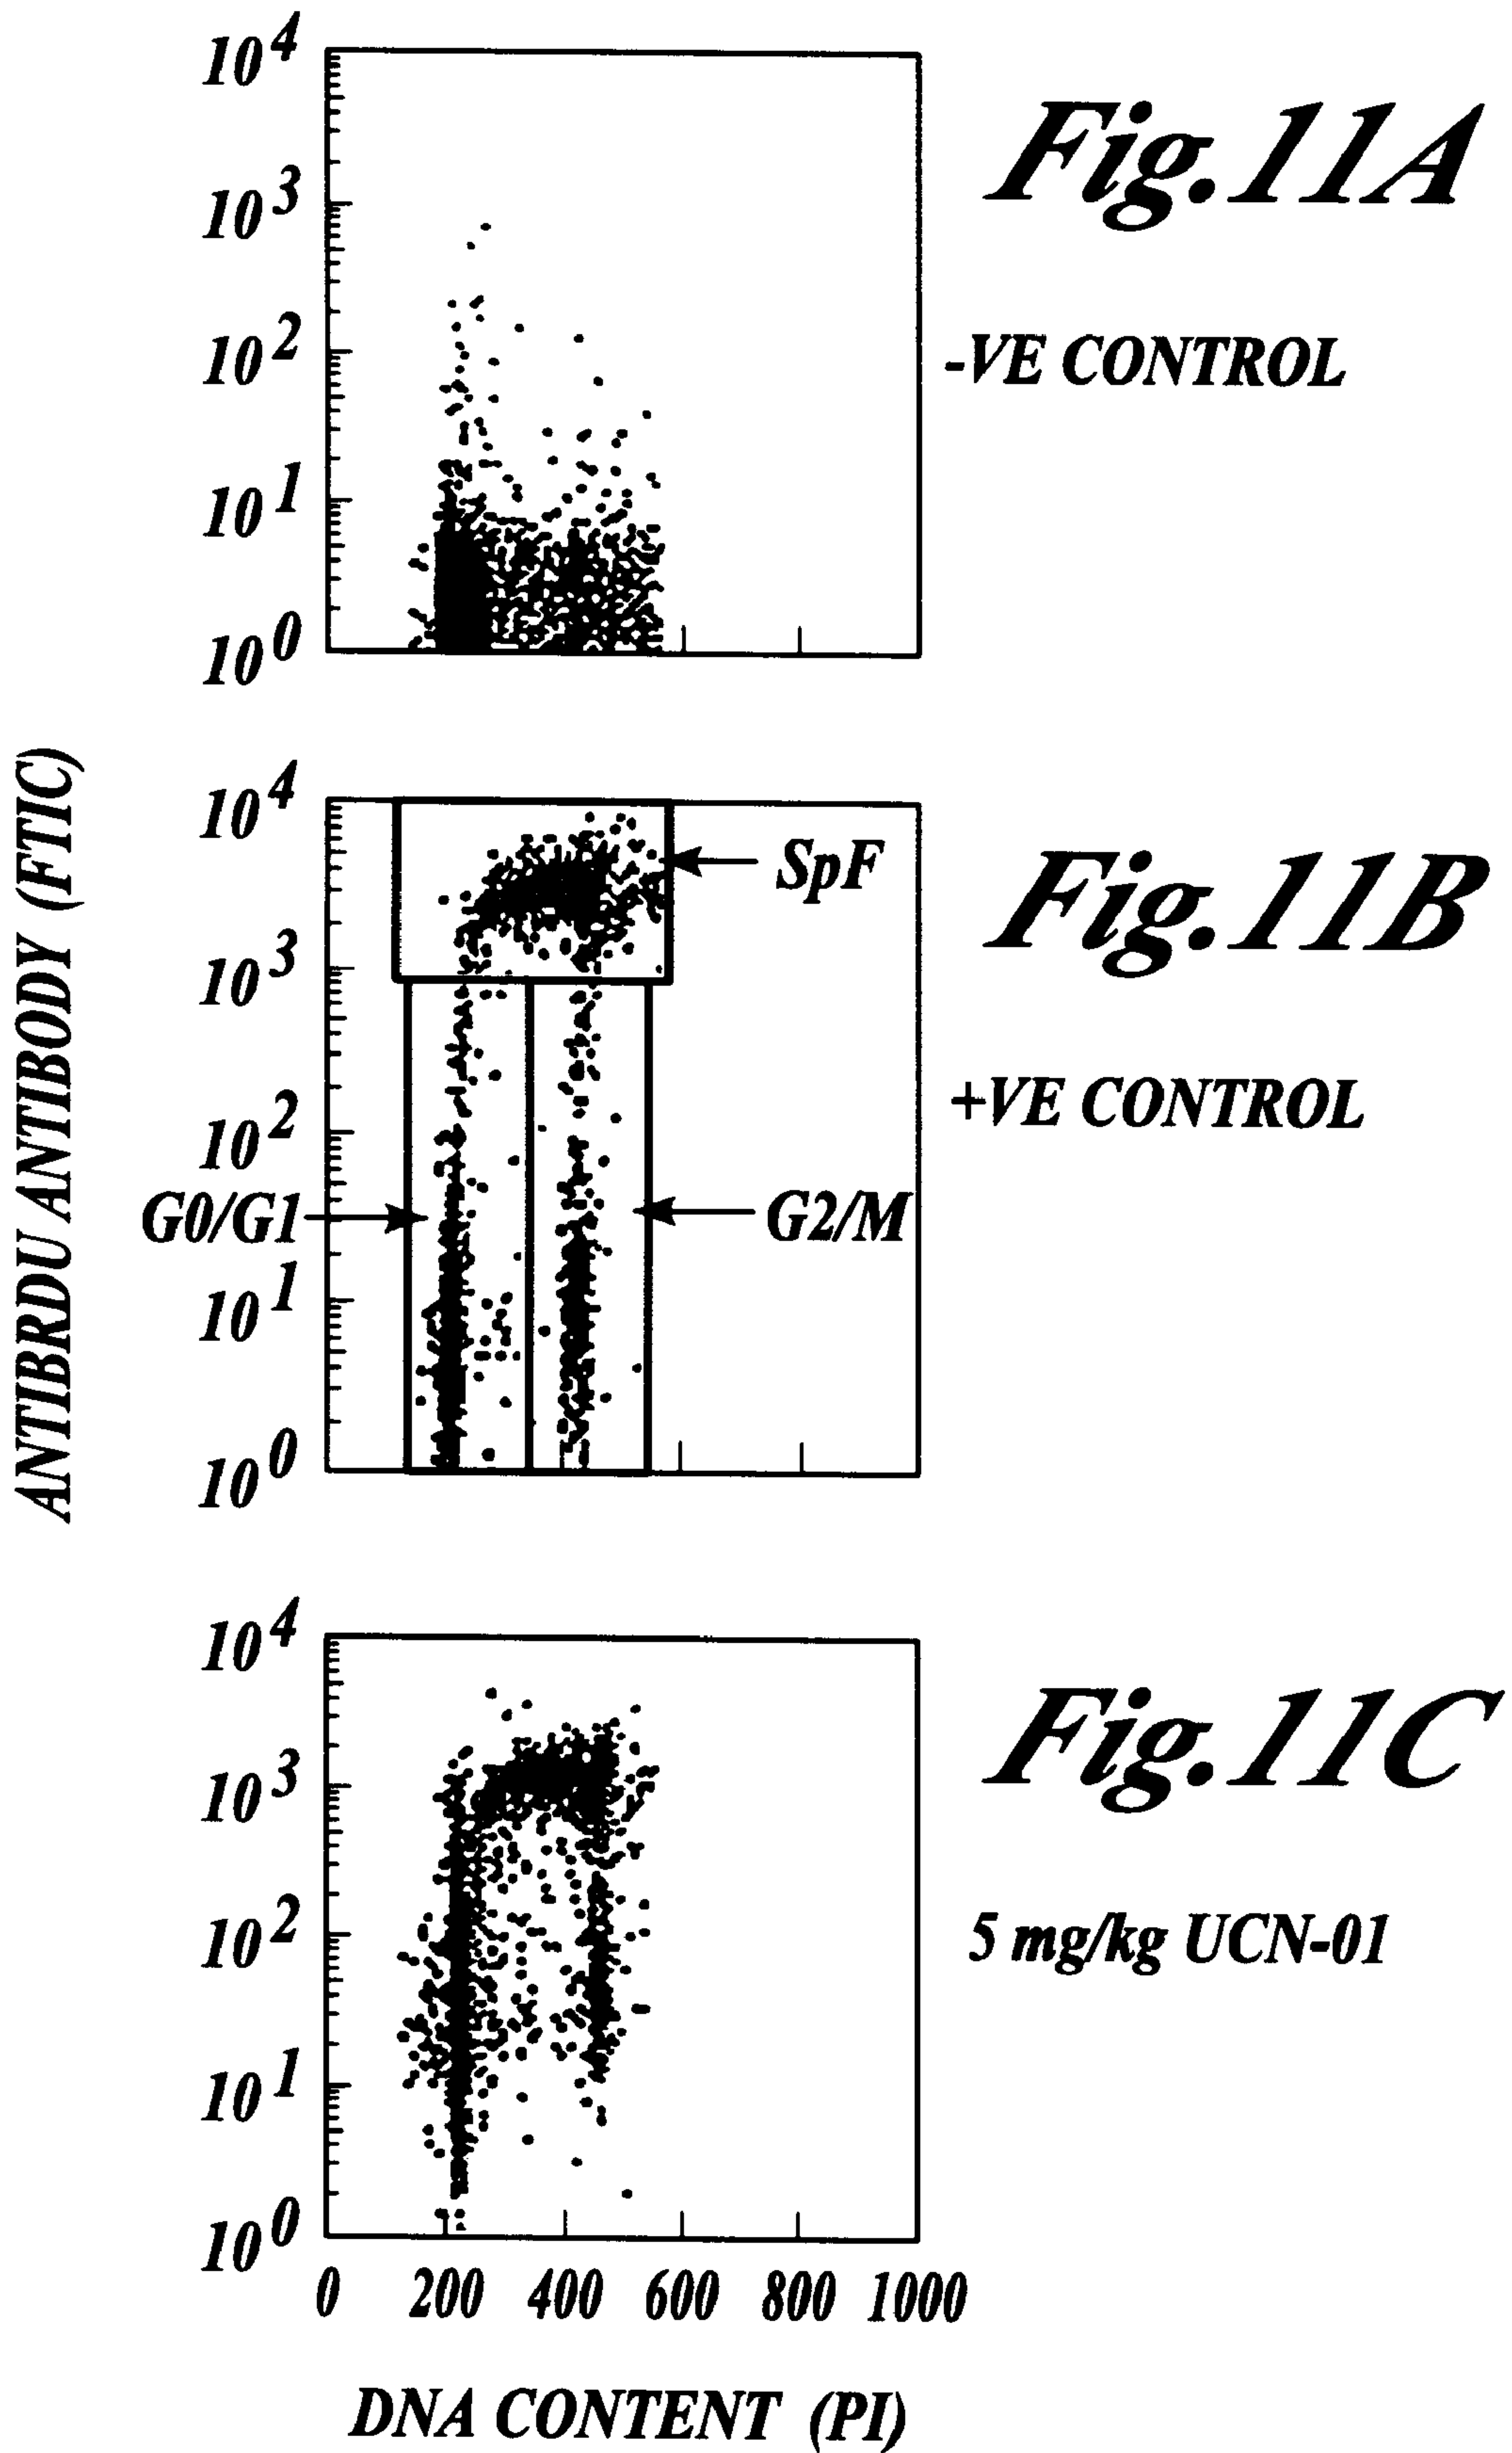 10^4
10^3
10^2
10^1
10^0
Fig.11A
-VE CONTROL
ANTIBRDU ANTIBODY (FTIC)
10^4
10^3
10^2
10^1
10^0
SpF
G0/G1
G2/M
Fig.11B
+VE CONTROL
10^4
10^3
10^2
10^1
10^0
0 200 400 600 800 1000
DNA CONTENT (PI)
Fig.11C
5 mg/kg UCN-01